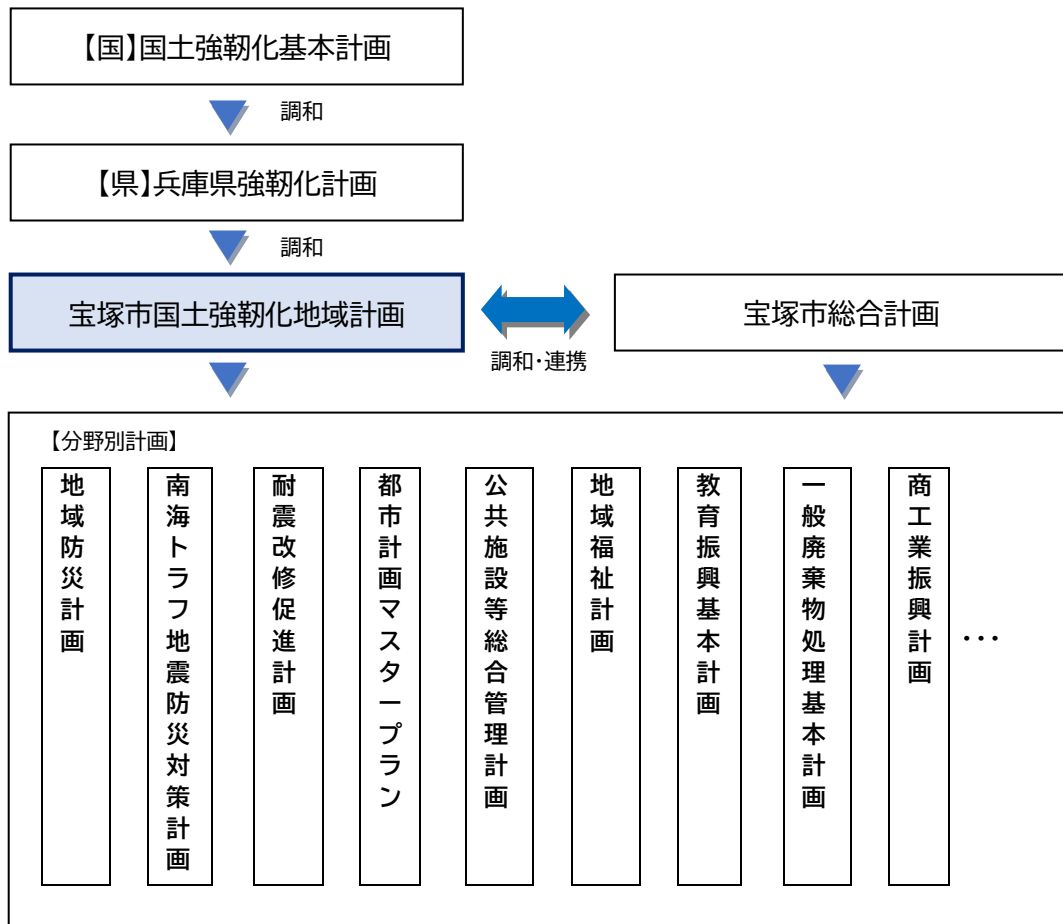 【国】国土強靭化基本計画
調和
【県】兵庫県強靭化計画
調和
宝塚市国土強靭化地域計画
調和・連携
宝塚市総合計画
【分野別計画】
地域防災計画
南海トラフ地震防災対策計画
耐震改修促進計画
都市計画マスタープラン
公共施設等総合管理計画
地域福祉計画
教育振興基本計画
一般廃棄物処理基本計画
商工業振興計画
…